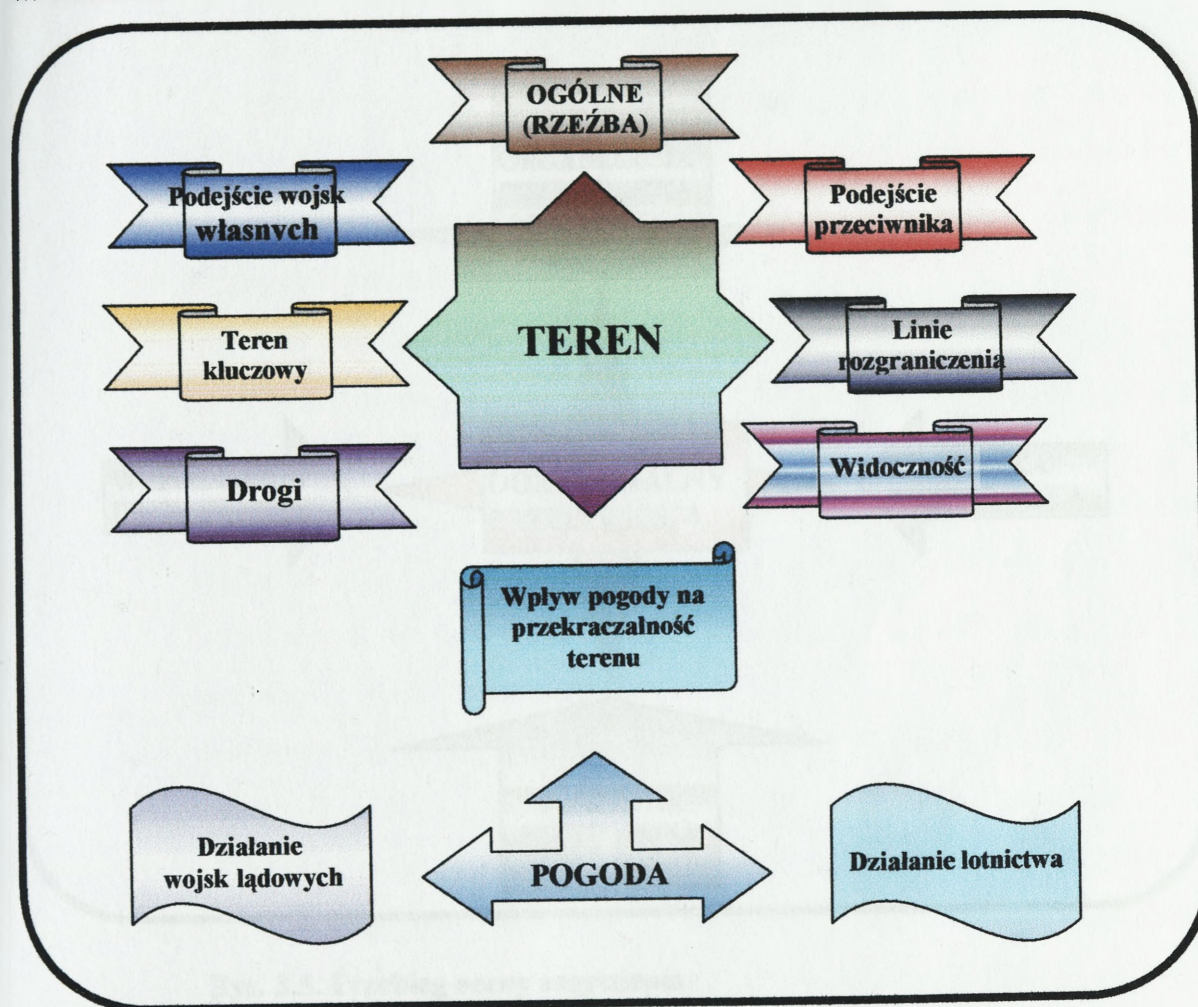 OGÓLNE
(RZEŹBA)
Podejście wojsk
własnych
Podejście
przeciwnika
Teren
kluczowy
TEREN
Linie
rozgraniczenia
Drogi
Widoczność
Wpływ pogody na
przekraczalność
terenu
Działanie
wojsk lądowych
POGODA
Działanie lotnictwa